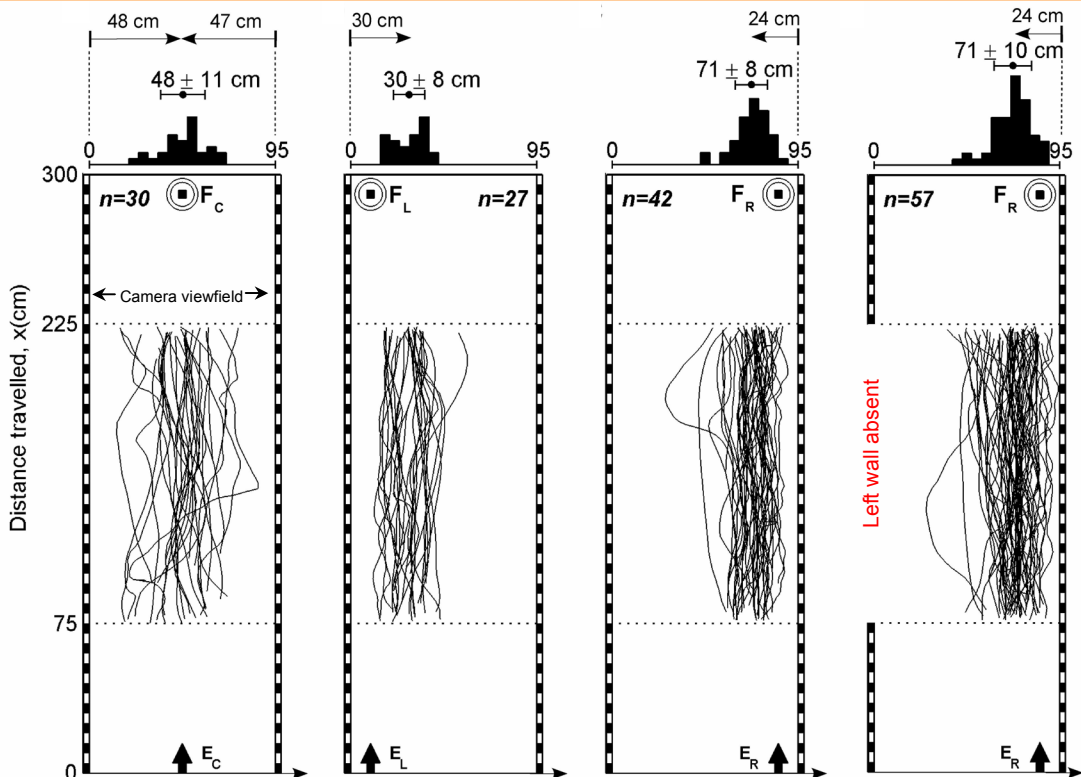 48 cm 47 cm
48 ± 11 cm
0 95
300
n=30 F_C
Camera viewfield
225
Distance travelled, x(cm)
75
E_C
0
30 cm
30 ± 8 cm
0 95
F_L n=27
E_L
24 cm
71 ± 8 cm
0 95
n=42 F_R
E_R
24 cm
71 ± 10 cm
0 95
n=57 F_R
Left wall absent
E_R